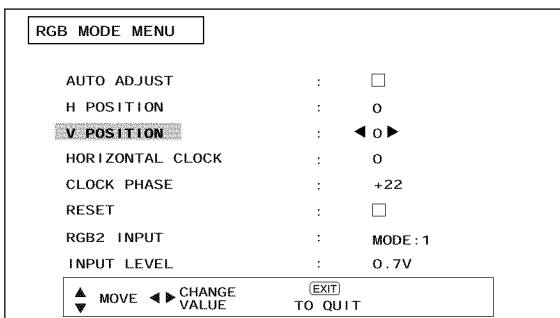 RGB MODE MENU
AUTO ADJUST : □
H POSITION : 0
V POSITION : ◀ 0 ▶
HORIZONTAL CLOCK : 0
CLOCK PHASE : +22
RESET : □
RGB2 INPUT : MODE:1
INPUT LEVEL : 0.7V
▲ ▼ MOVE ◀ ▶ CHANGE VALUE EXIT TO QUIT